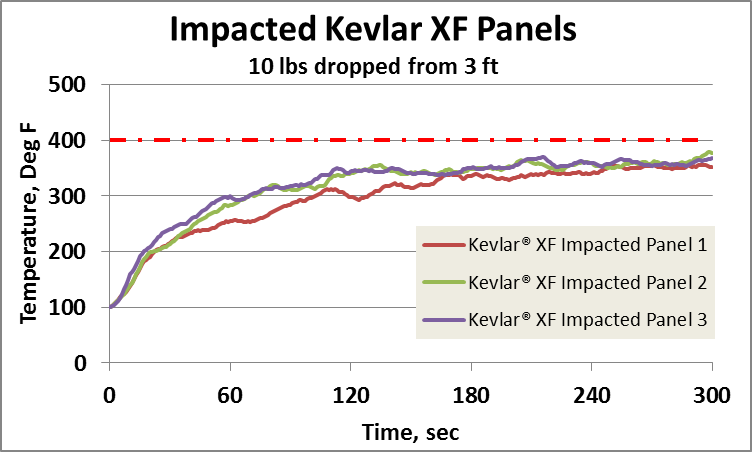 Impacted Kevlar XF Panels
10 lbs dropped from 3 ft
Temperature, Deg F
500
400
300
200
100
0
Kevlar® XF Impacted Panel 1
Kevlar® XF Impacted Panel 2
Kevlar® XF Impacted Panel 3
0 60 120 180 240 300
Time, sec